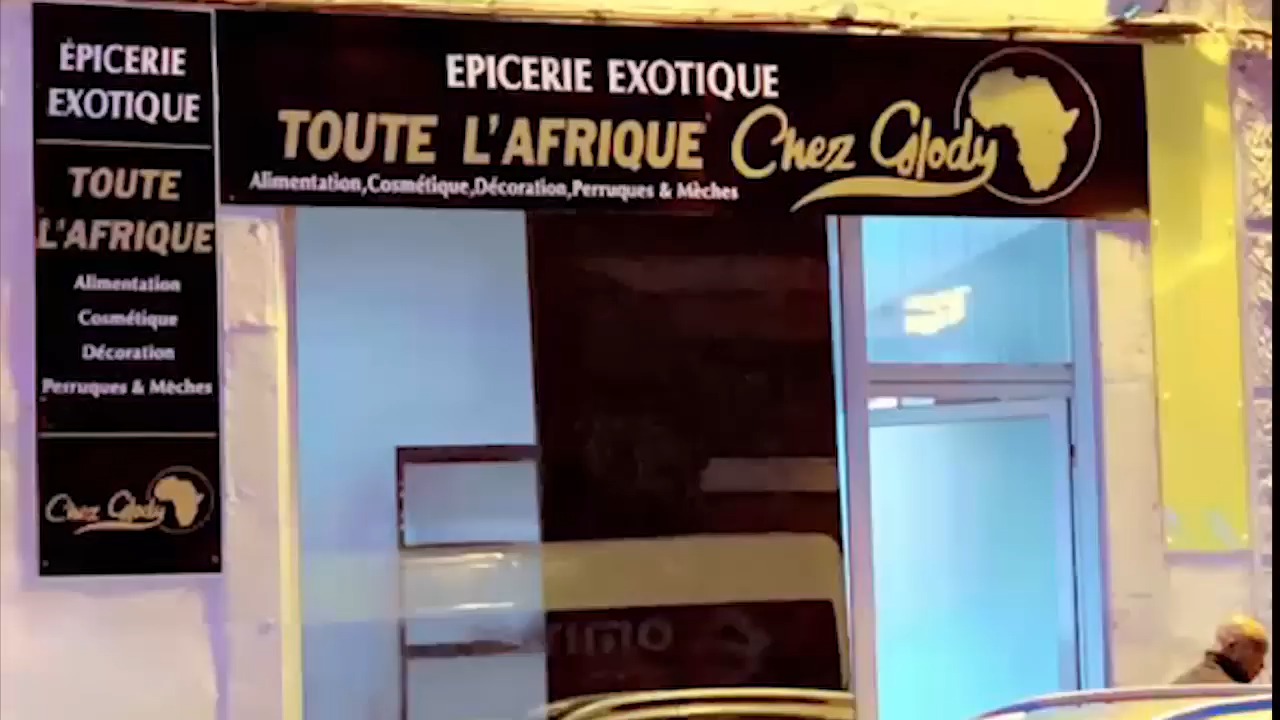 ÉPICERIE
EXOTIQUE
TOUTE
L'AFRIQUE
Alimentation
Cosmétique
Décoration
Perruques & Mèches
Chez Glody
EPICERIE EXOTIQUE
TOUTE L'AFRIQUE Chez Glody
Alimentation,Cosmétique,Décoration,Perruques & Mèches